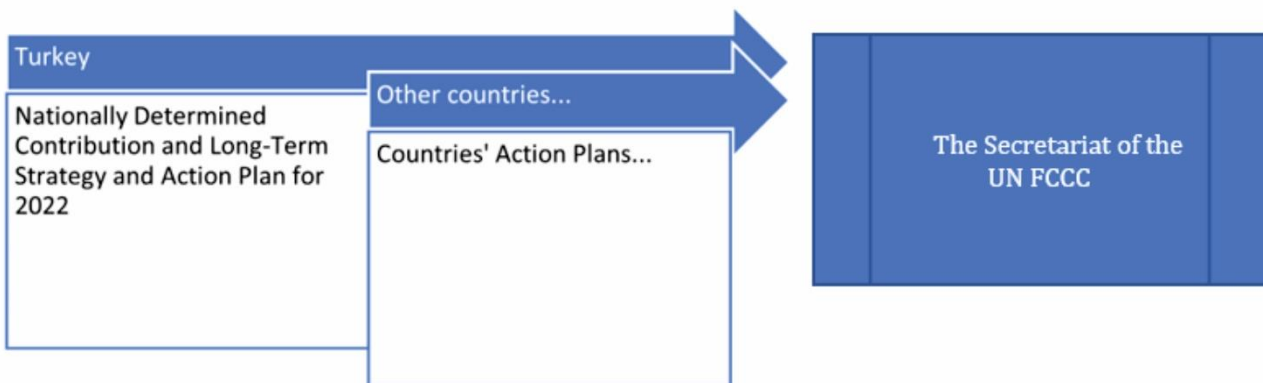 Turkey
Nationally Determined
Contribution and Long-Term
Strategy and Action Plan for
2022
Other countries...
Countries' Action Plans...
The Secretariat of the
UN FCCC